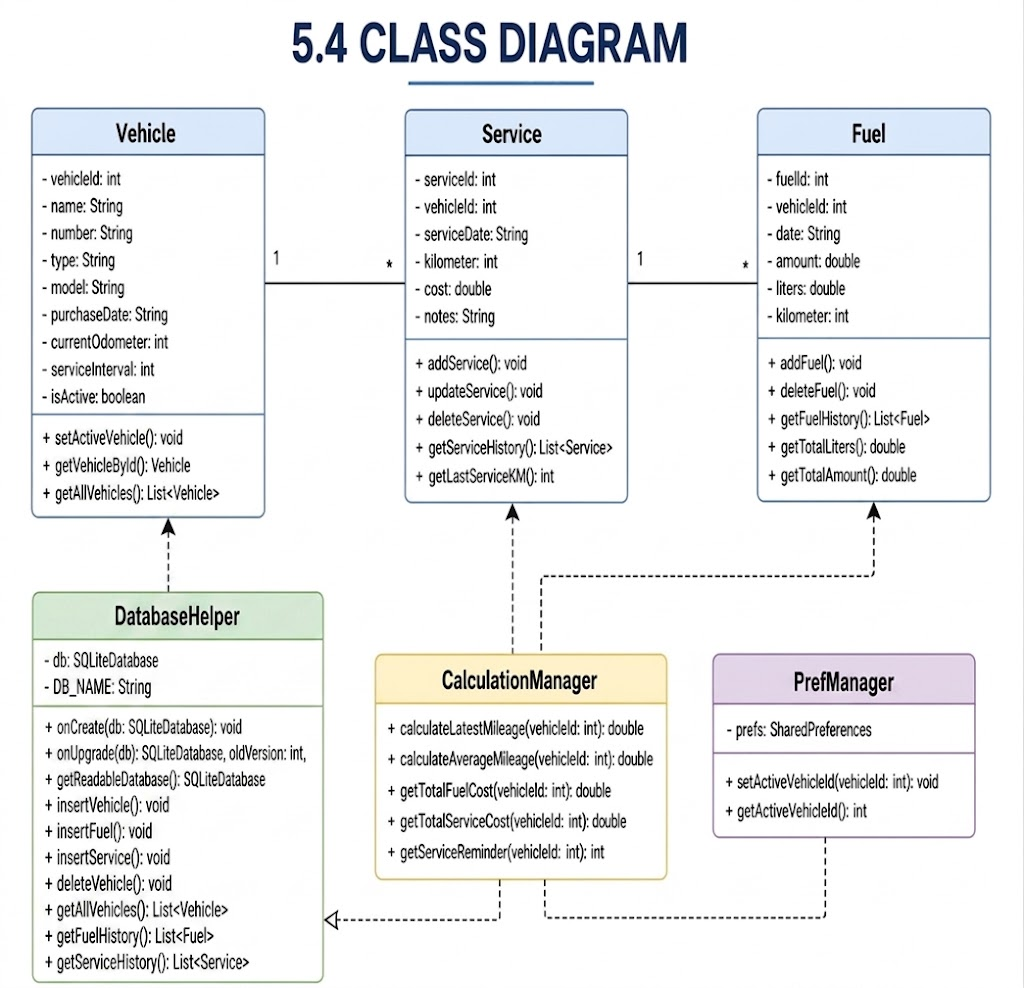 5.4 CLASS DIAGRAM
Vehicle
- vehicleId: int
- name: String
- number: String
- type: String
- model: String
- purchaseDate: String
- currentOdometer: int
- serviceInterval: int
- isActive: boolean
+ setActiveVehicle(): void
+ getVehicleById(): Vehicle
+ getAllVehicles(): List<Vehicle>
1
*
Service
- serviceId: int
- vehicleId: int
- serviceDate: String
- kilometer: int
- cost: double
- notes: String
+ addService(): void
+ updateService(): void
+ deleteService(): void
+ getServiceHistory(): List<Service>
+ getLastServiceKM(): int
1
*
Fuel
- fuelId: int
- vehicleId: int
- date: String
- amount: double
- liters: double
- kilometer: int
+ addFuel(): void
+ deleteFuel(): void
+ getFuelHistory(): List<Fuel>
+ getTotalLiters(): double
+ getTotalAmount(): double
DatabaseHelper
- db: SQLiteDatabase
- DB_NAME: String
+ onCreate(db: SQLiteDatabase): void
+ onUpgrade(db): SQLiteDatabase, oldVersion: int,
+ getReadableDatabase(): SQLiteDatabase
+ insertVehicle(): void
+ insertFuel(): void
+ insertService(): void
+ deleteVehicle(): void
+ getAllVehicles(): List<Vehicle>
+ getFuelHistory(): List<Fuel>
+ getServiceHistory(): List<Service>
CalculationManager
+ calculateLatestMileage(vehicleId: int): double
+ calculateAverageMileage(vehicleId: int): double
+ getTotalFuelCost(vehicleId: int): double
+ getTotalServiceCost(vehicleId: int): double
+ getServiceReminder(vehicleId: int): int
PrefManager
- prefs: SharedPreferences
+ setActiveVehicleId(vehicleId: int): void
+ getActiveVehicleId(): int